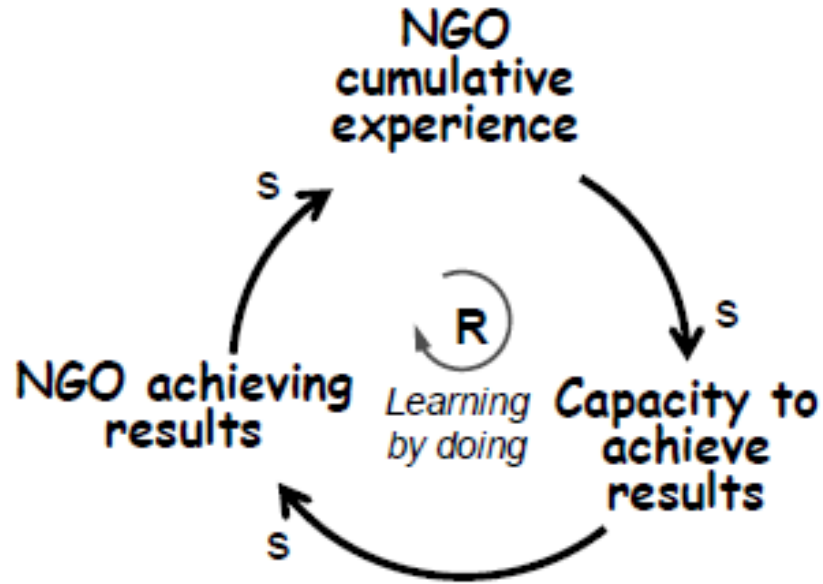 NGO
cumulative
experience
S
S
R
NGO achieving
results
Learning
by doing
Capacity to
achieve
results
S